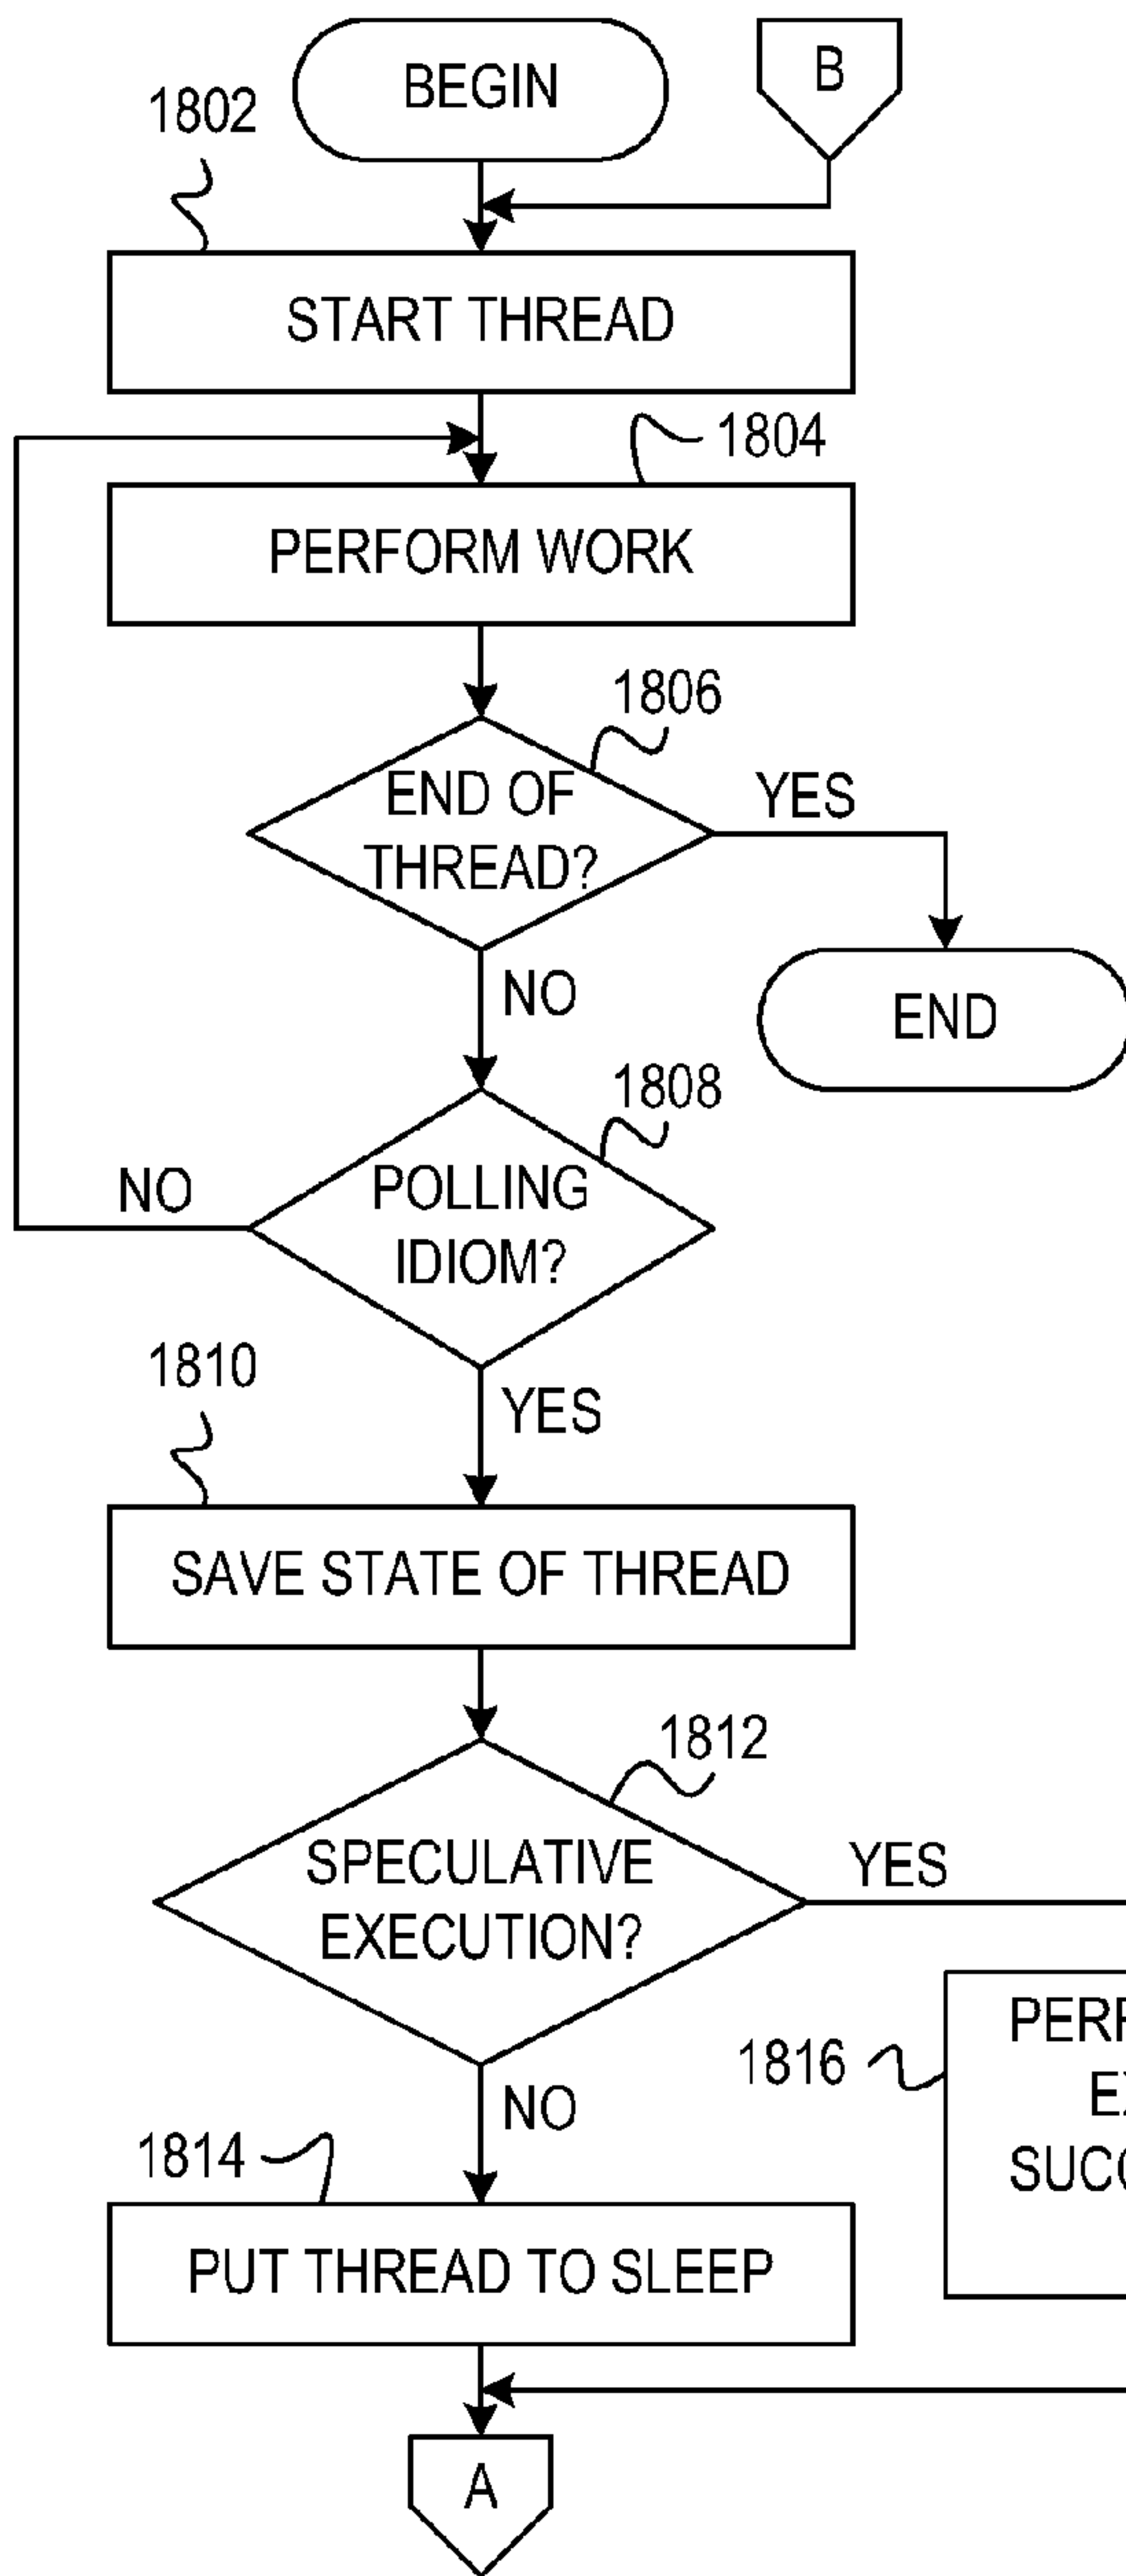 BEGIN
B
1802
START THREAD
1804
PERFORM WORK
1806
END OF
THREAD?
YES
NO
END
1808
POLLING
IDIOM?
NO
YES
1810
SAVE STATE OF THREAD
1812
SPECULATIVE
EXECUTION?
YES
NO
1816
1814
PUT THREAD TO SLEEP
A